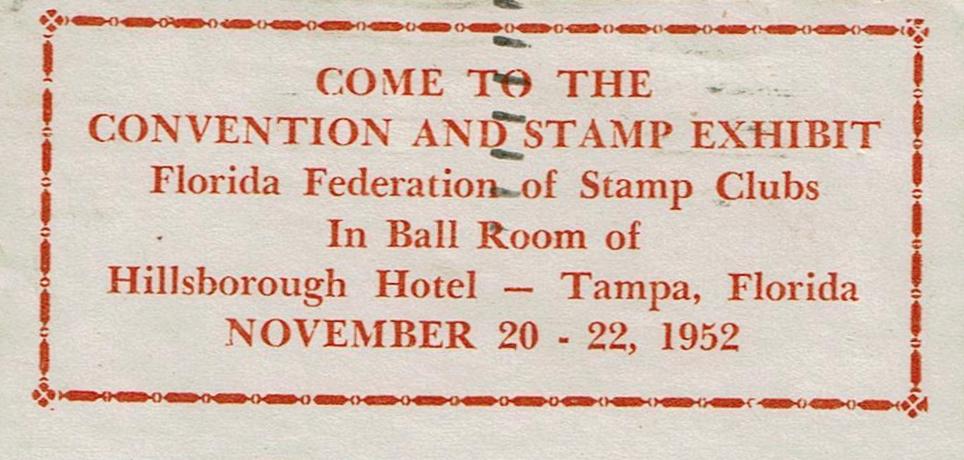 COME TO THE
CONVENTION AND STAMP EXHIBIT
Florida Federation of Stamp Clubs
In Ball Room of
Hillsborough Hotel — Tampa, Florida
NOVEMBER 20 - 22, 1952